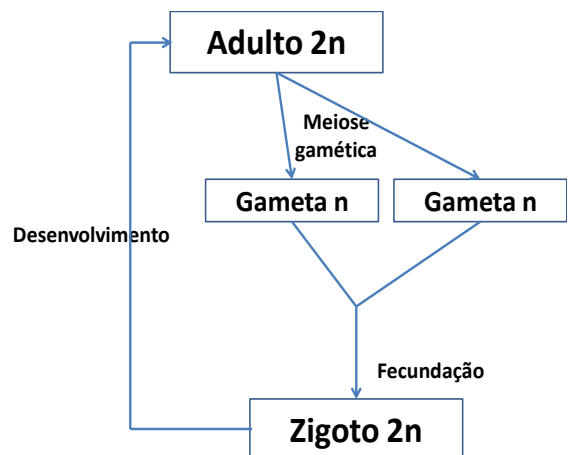 Adulto 2n
Meiose
gamética
Gameta n
Gameta n
Desenvolvimento
Fecundação
Zigoto 2n